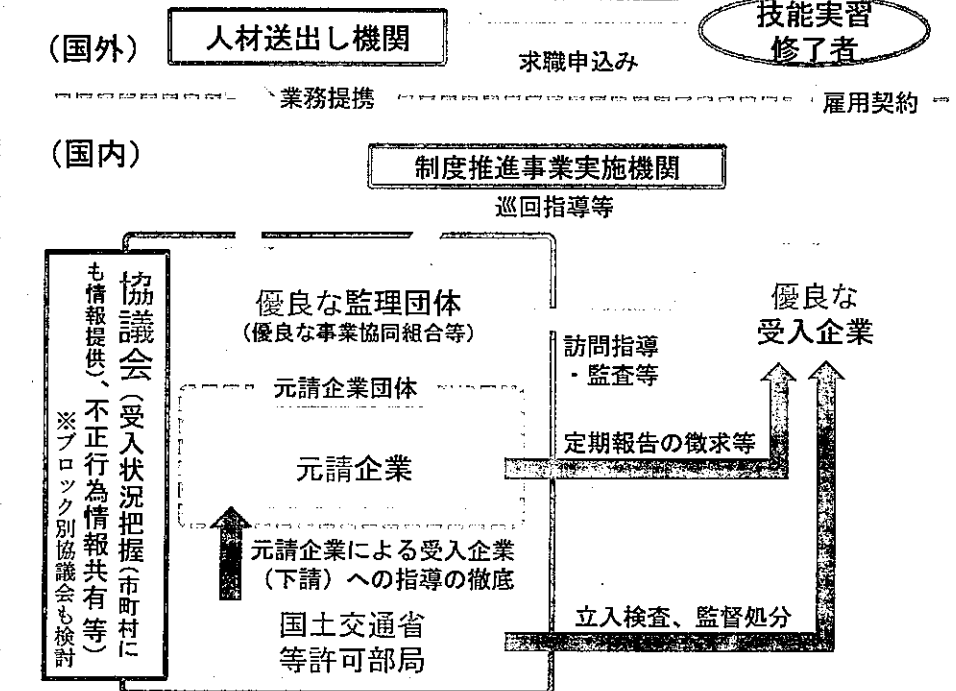 (国外)
人材送出し機関
技能実習
修了者
求職申込み
業務提携
雇用契約
(国内)
制度推進事業実施機関
巡回指導等
協議会(受入状況把握(市町村に
も情報提供)、不正行為情報共有 等)
※ブロック別協議会も検討
優良な監理団体
(優良な事業協同組合等)
優良な
受入企業
訪問指導
・監査等
元請企業団体
元請企業
定期報告の徴求等
元請企業による受入企業
(下請)への指導の徹底
国土交通省
等許可部局
立入検査、監督処分